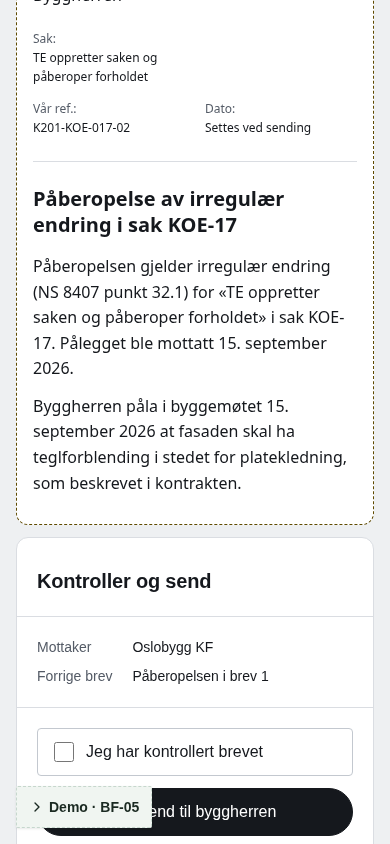 Sak:
TE oppretter saken og
påberoper forholdet
Vår ref.:
K201-KOE-017-02
Dato:
Settes ved sending
Påberopelse av irregulær
endring i sak KOE-17
Påberopelsen gjelder irregulær endring
(NS 8407 punkt 32.1) for «TE oppretter
saken og påberoper forholdet» i sak KOE-
17. Pålegget ble mottatt 15. september
2026.
Byggherren påla i byggemøtet 15.
september 2026 at fasaden skal ha
teglforblending i stedet for platekledning,
som beskrevet i kontrakten.
Kontroller og send
Mottaker Oslobygg KF
Forrige brev Påberopelsen i brev 1
Jeg har kontrollert brevet
Demo · BF-05
end til byggherren